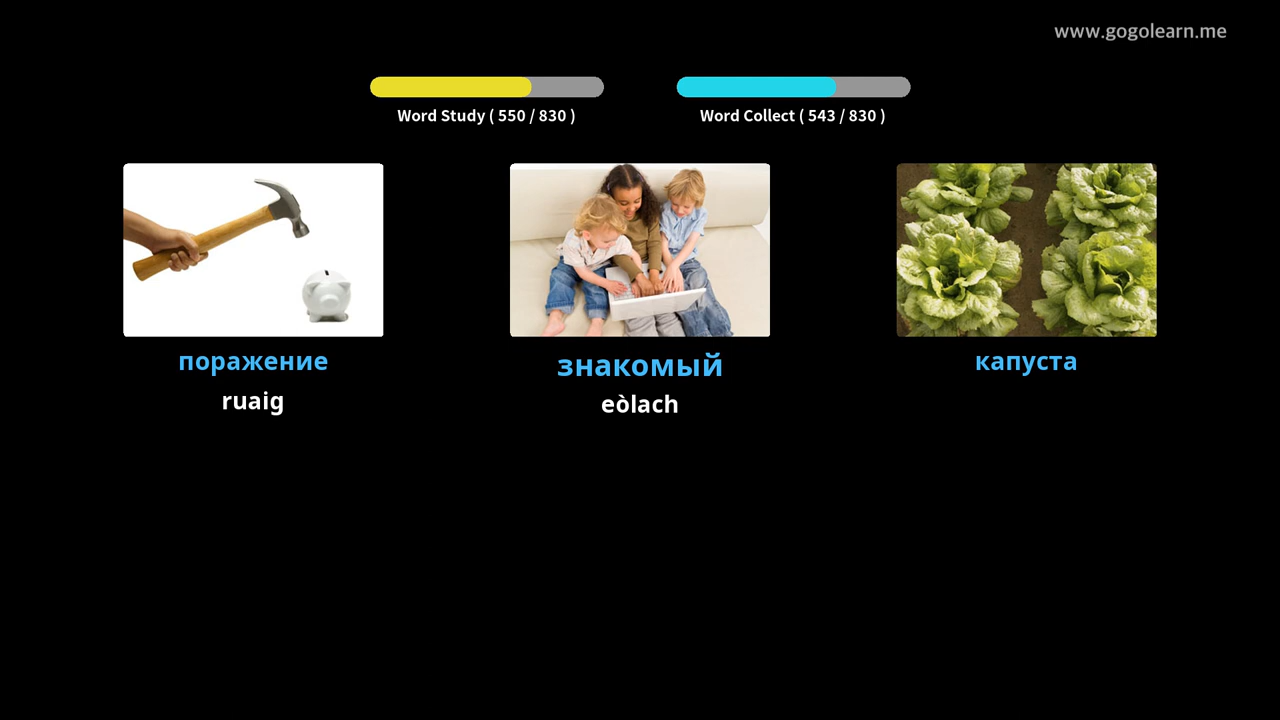 www.gogolearn.me
Word Study ( 550 / 830 )
Word Collect ( 543 / 830 )
поражение
ruaig
знакомый
eòlach
капуста